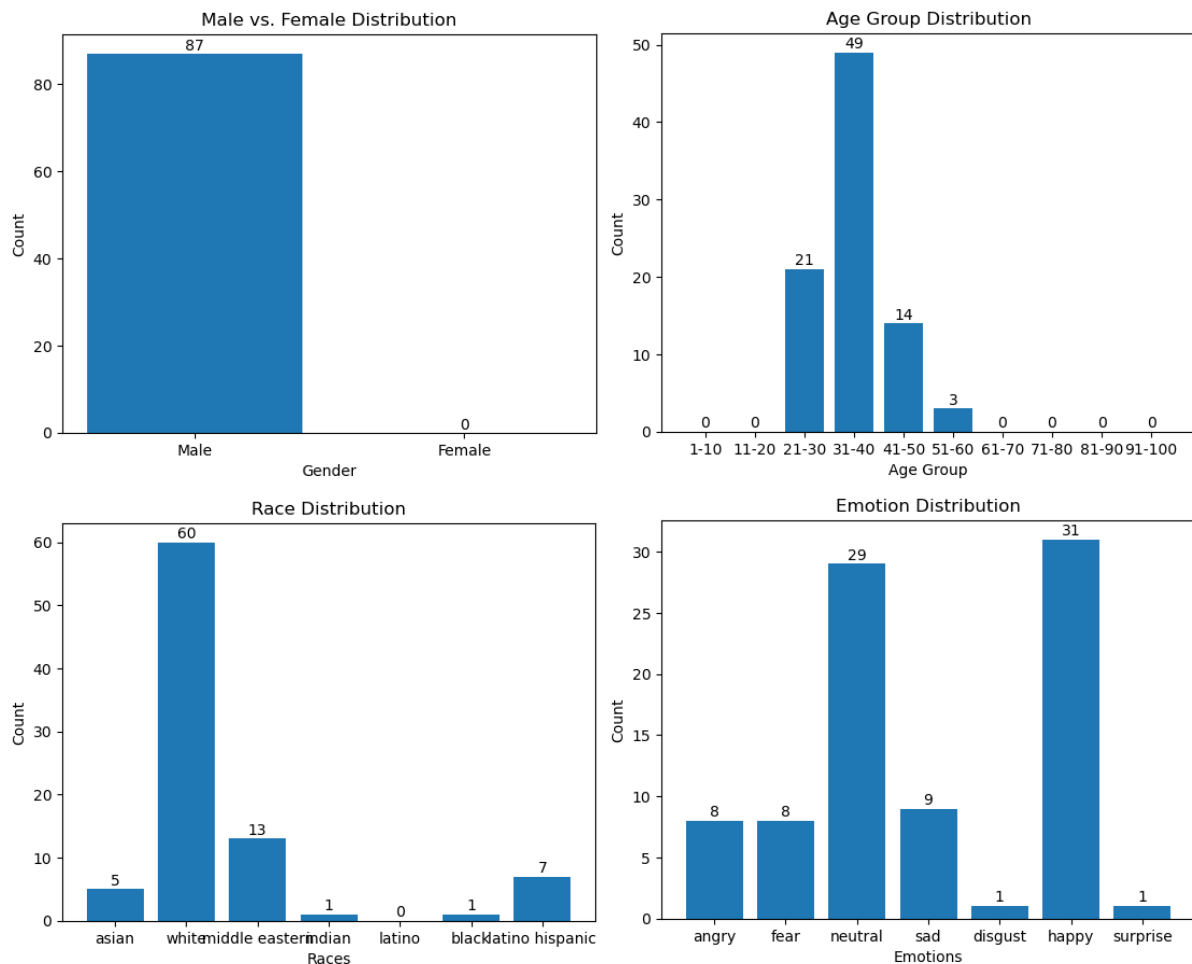 Male vs. Female Distribution
87
80
60
40
20
0
0
Count
Male Female
Gender
Age Group Distribution
50
49
40
30
20
10
0
21
14
3
0 0 0 0 0 0
Count
1-10 11-20 21-30 31-40 41-50 51-60 61-70 71-80 81-90 91-100
Age Group
Race Distribution
60
60
50
40
30
20
10
0
5
13
1
0
1
7
Count
asian white middle eastern indian latino black latino hispanic
Races
Emotion Distribution
31
30
29
25
20
15
10
5
0
8 8
9
1
1
Count
angry fear neutral sad disgust happy surprise
Emotions